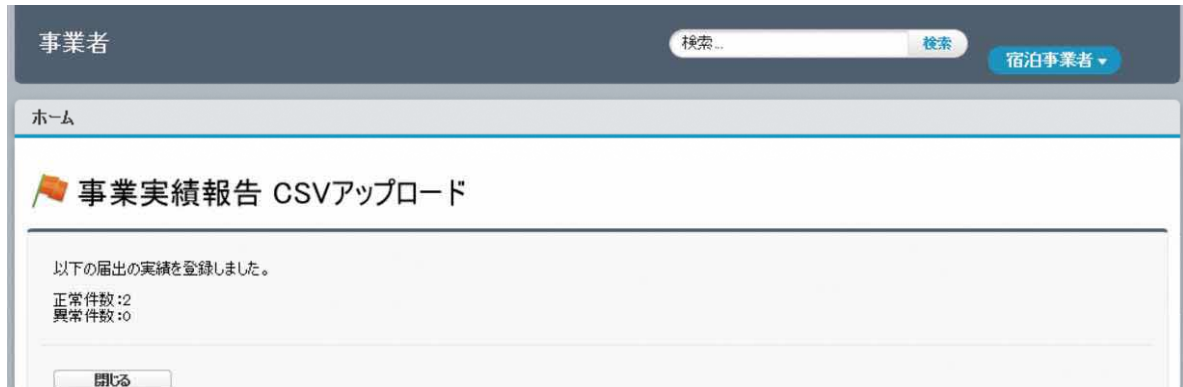 事業者
検索...
検索
宿泊事業者▼
ホーム
事業実績報告 CSVアップロード
以下の届出の実績を登録しました。
正常件数:2
異常件数:0
閉じる